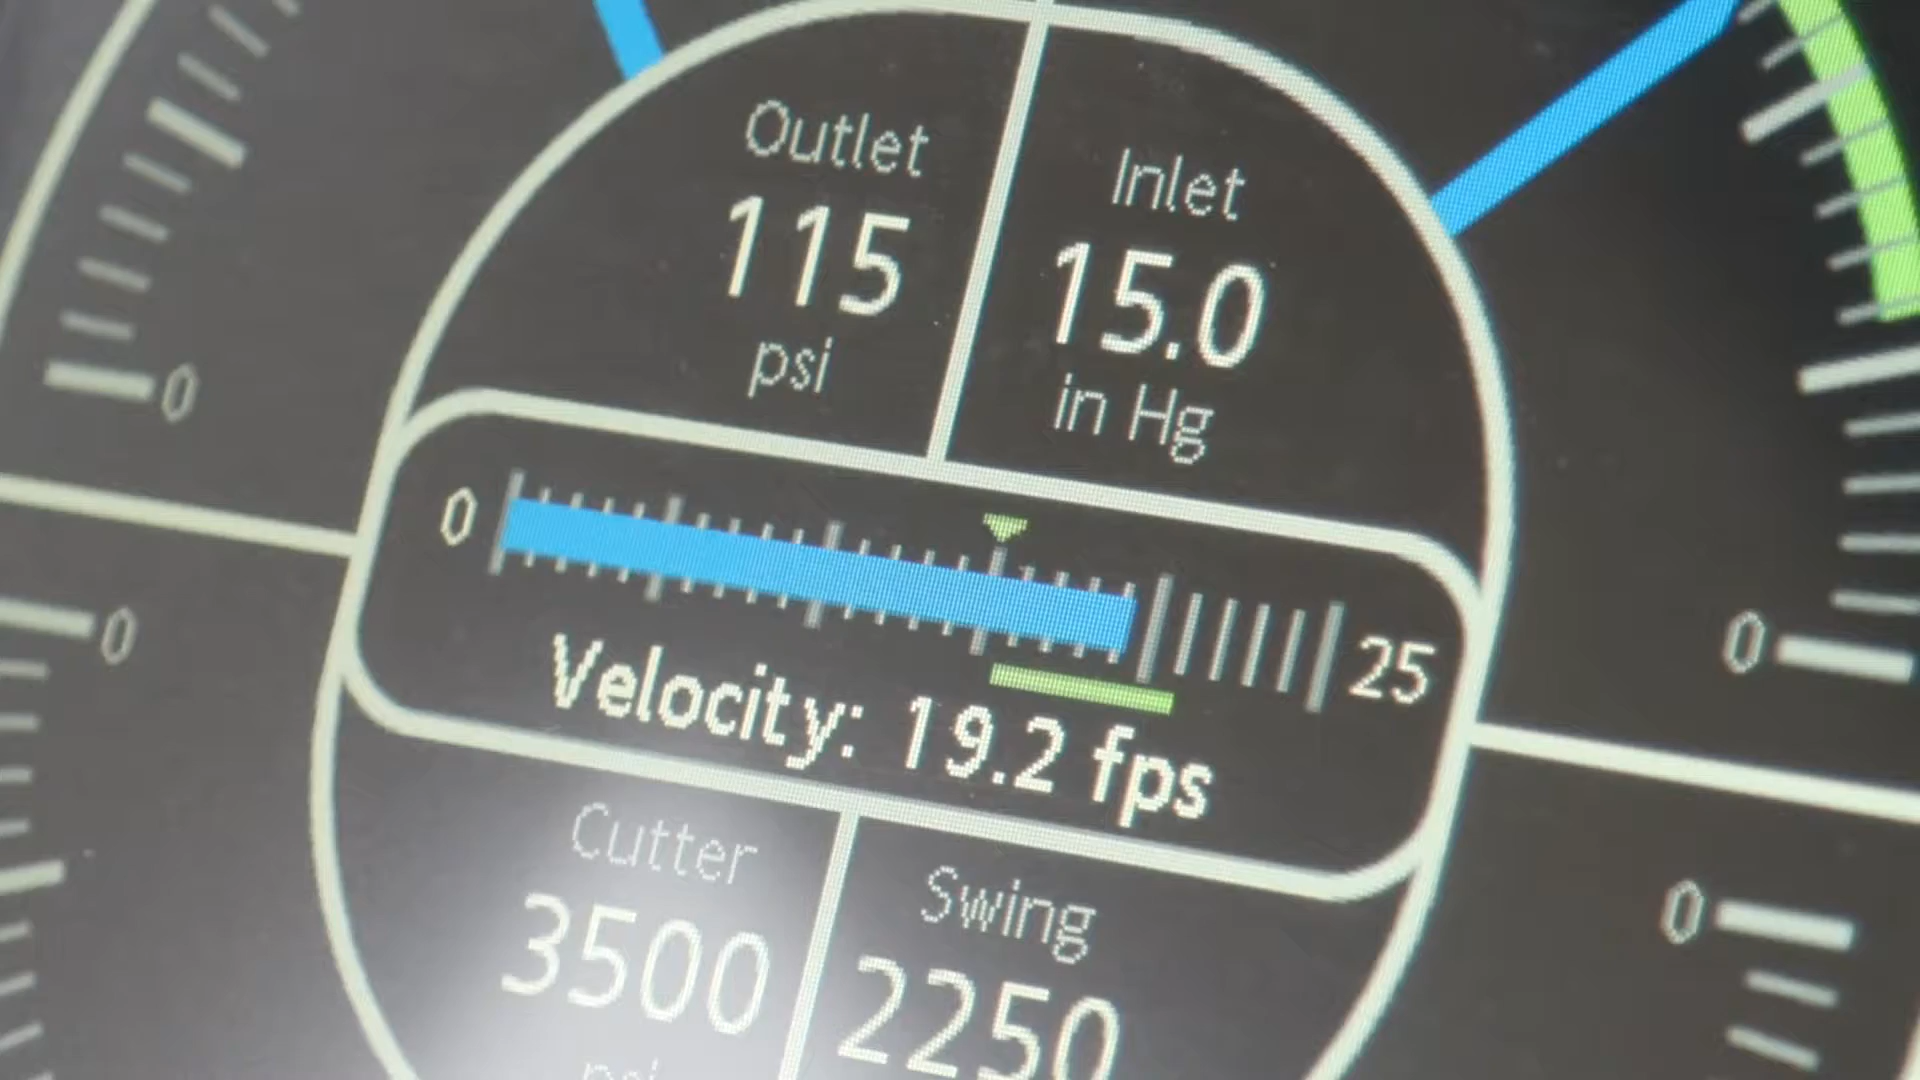 Outlet
115
psi
Inlet
15.0
in Hg
0
0
25
Velocity: 19.2 fps
0
0
Cutter
3500
psi
Swing
2250
0